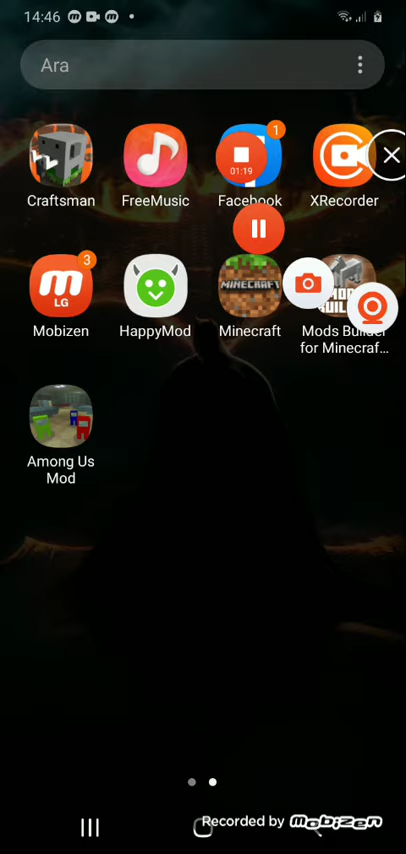 14:46
Ara
1
01:19
Craftsman
FreeMusic
Facebook
XRecorder
3
LG
MINECRAFT
MODS
Mobizen
HappyMod
Minecraft
Mods Builder
for Minecraf...
Among Us
Mod
Recorded by Mobizen